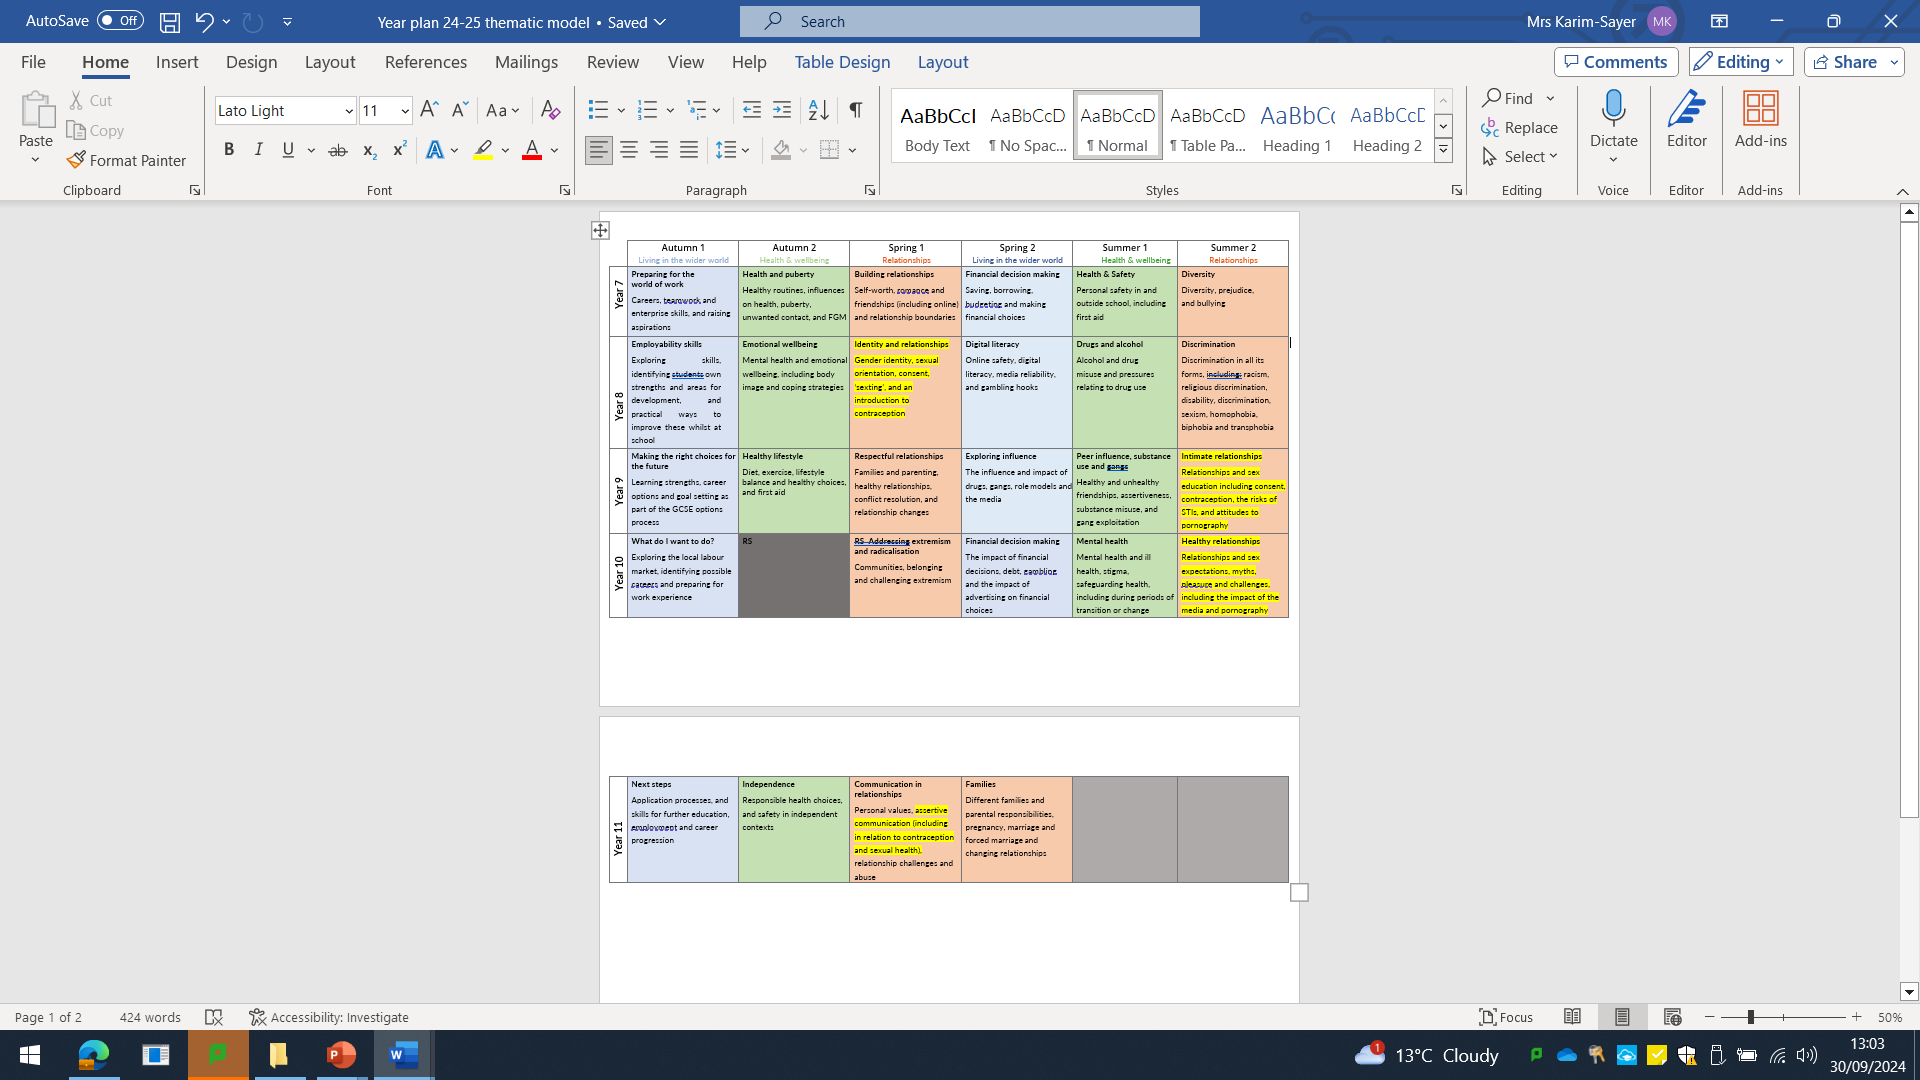 AutoSave Off Year plan 24-25 thematic model • Saved Search Mrs Karim-Sayer MK
File Home Insert Design Layout References Mailings Review View Help Table Design Layout Comments Editing Share
Paste
Cut
Copy
Format Painter
Clipboard
Lato Light 11
Font
Paragraph
AaBbCcI AaBbCcD AaBbCcD AaBbCcD AaBbCc AaBbCcD
Body Text ¶ No Spac... ¶ Normal ¶ Table Pa... Heading 1 Heading 2
Styles
Find
Replace
Select
Editing
Dictate
Voice
Editor
Editor
Add-ins
Add-ins
Autumn 1 Autumn 2 Spring 1 Spring 2 Summer 1 Summer 2
Living in the wider world Health & wellbeing Relationships Living in the wider world Health & wellbeing Relationships
Year 7
Preparing for the
world of work
Careers, teamwork and
enterprise skills, and raising
aspirations
Health and puberty
Healthy routines, influences
on health, puberty,
unwanted contact, and FGM
Building relationships
Self-worth, romance and
friendships (including online)
and relationship boundaries
Financial decision making
Saving, borrowing,
budgeting and making
financial choices
Health & Safety
Personal safety in and
outside school, including
first aid
Diversity
Diversity, prejudice,
and bullying
Year 8
Employability skills
Exploring skills,
identifying students own
strengths and areas for
development, and
practical ways to
improve these whilst at
school
Emotional wellbeing
Mental health and emotional
wellbeing, including body
image and coping strategies
Identity and relationships
Gender identity, sexual
orientation, consent,
'sexting', and an
introduction to
contraception
Digital literacy
Online safety, digital
literacy, media reliability,
and gambling hooks
Drugs and alcohol
Alcohol and drug
misuse and pressures
relating to drug use
Discrimination
Discrimination in all its
forms, including: racism,
religious discrimination,
disability, discrimination,
sexism, homophobia,
biphobia and transphobia
Year 9
Making the right choices for
the future
Learning strengths, career
options and goal setting as
part of the GCSE options
process
Healthy lifestyle
Diet, exercise, lifestyle
balance and healthy choices,
and first aid
Respectful relationships
Families and parenting,
healthy relationships,
conflict resolution, and
relationship changes
Exploring influence
The influence and impact of
drugs, gangs, role models and
the media
Peer influence, substance
use and gangs
Healthy and unhealthy
friendships, assertiveness,
substance misuse, and
gang exploitation
Intimate relationships
Relationships and sex
education including consent,
contraception, the risks of
STIs, and attitudes to
pornography
Year 10
What do I want to do?
Exploring the local labour
market, identifying possible
careers and preparing for
work experience
RS
RS Addressing extremism
and radicalisation
Communities, belonging
and challenging extremism
Financial decision making
The impact of financial
decisions, debt, gambling
and the impact of
advertising on financial
choices
Mental health
Mental health and ill
health, stigma,
safeguarding health,
including during periods of
transition or change
Healthy relationships
Relationships and sex
expectations, myths,
pleasure and challenges,
including the impact of the
media and pornography
Year 11
Next steps
Application processes, and
skills for further education,
employment and career
progression
Independence
Responsible health choices,
and safety in independent
contexts
Communication in
relationships
Personal values, assertive
communication (including
in relation to contraception
and sexual health),
relationship challenges and
abuse
Families
Different families and
parental responsibilities,
pregnancy, marriage and
forced marriage and
changing relationships
Page 1 of 2 424 words Accessibility: Investigate Focus 50%
1 13°C Cloudy 13:03
30/09/2024